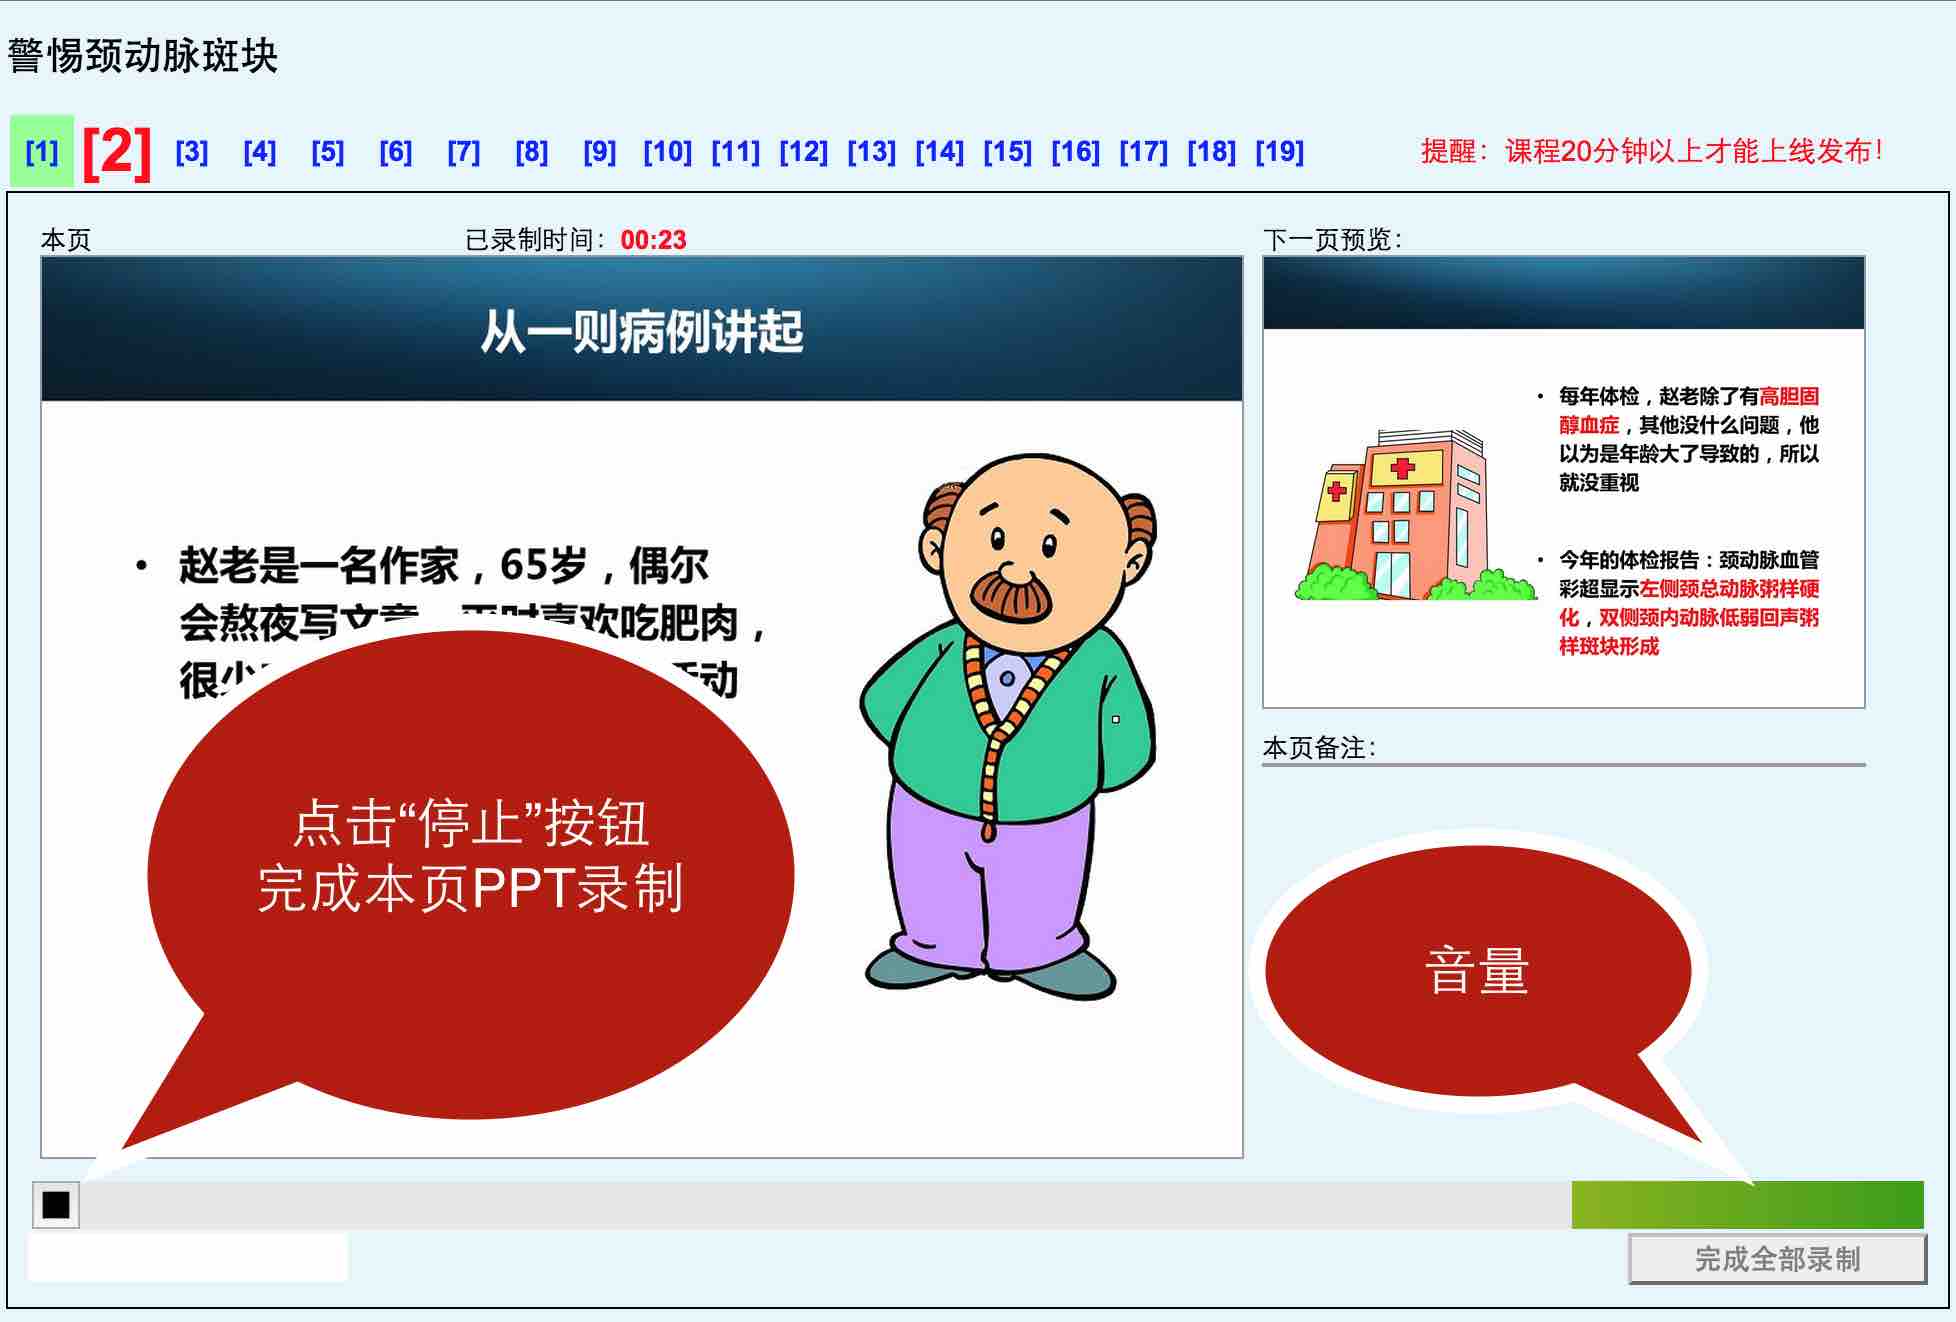 警惕颈动脉斑块
[1] [2] [3] [4] [5] [6] [7] [8] [9] [10] [11] [12] [13] [14] [15] [16] [17] [18] [19] 提醒：课程20分钟以上才能上线发布！
本页 已录制时间：00:23
从一则病例讲起
• 赵老是一名作家，65岁，偶尔
会熬夜写文章，平时喜欢吃肥肉，
很少 活动
点击“停止”按钮
完成本页PPT录制
下一页预览：
• 每年体检，赵老除了有高胆固
醇血症，其他没什么问题，他
以为是年龄大了导致的，所以
就没重视
• 今年的体检报告：颈动脉血管
彩超显示左侧颈总动脉粥样硬
化，双侧颈内动脉低弱回声粥
样斑块形成
本页备注：
音量
完成全部录制